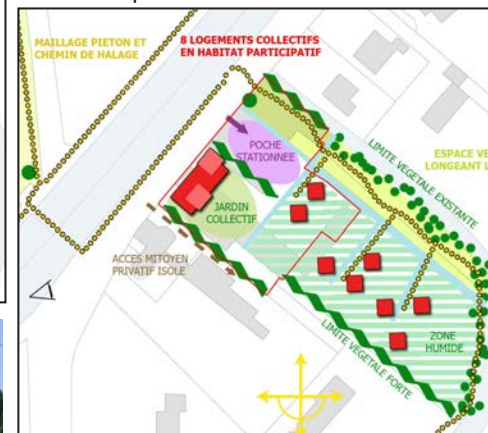 MAILLAGE PIETON ET
CHEMIN DE HALAGE
8 LOGEMENTS COLLECTIFS
EN HABITAT PARTICIPATIF
POCHE
STATIONNEE
LIMITE VEGETALE EXISTANTE
ESPACE VE
LONGEANT L
JARDIN
COLLECTIF
ACCES MITOYEN
PRIVATIF ISOLE
LIMITE VEGETALE FORTE
ZONE
HUMIDE